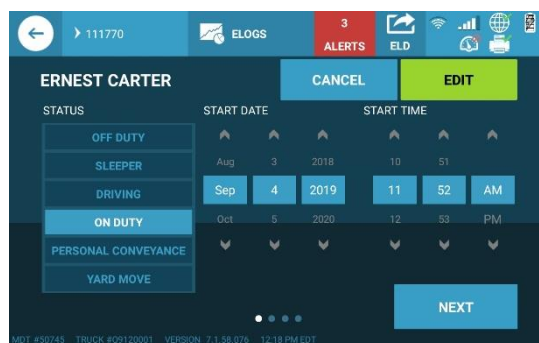 111770 ELOGS 3 ALERTS ELD
ERNEST CARTER CANCEL EDIT
STATUS START DATE START TIME
OFF DUTY
SLEEPER Aug 3 2018 10 51
DRIVING Sep 4 2019 11 52 AM
ON DUTY Oct 5 2020 12 53 PM
PERSONAL CONVEYANCE
YARD MOVE
NEXT
MDT #50745 TRUCK #09120001 VERSION 7.1.58.076 12:18 PM EDT